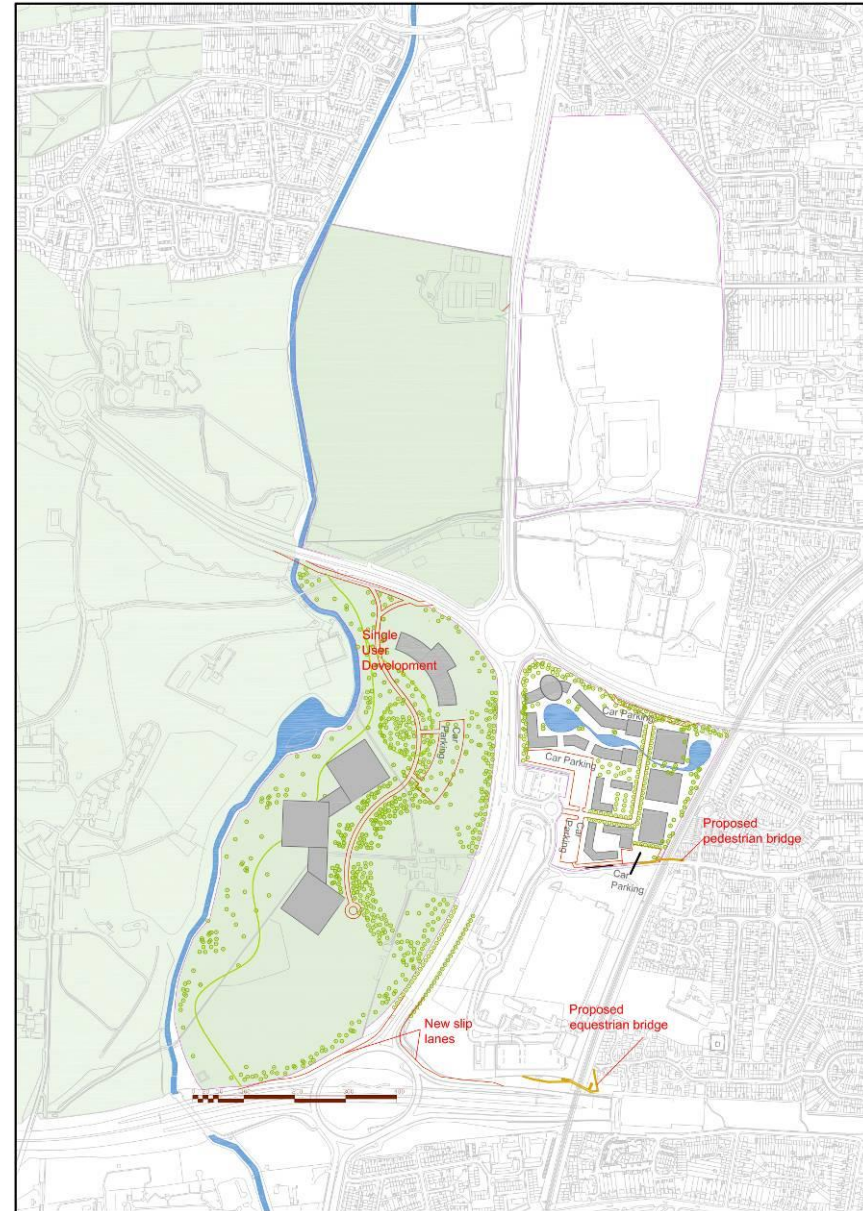 Single
User
Development
Car
Parking
Car Parking
Car Parking
Car
Parking
Car
Parking
Proposed
pedestrian bridge
New slip
lanes
Proposed
equestrian bridge